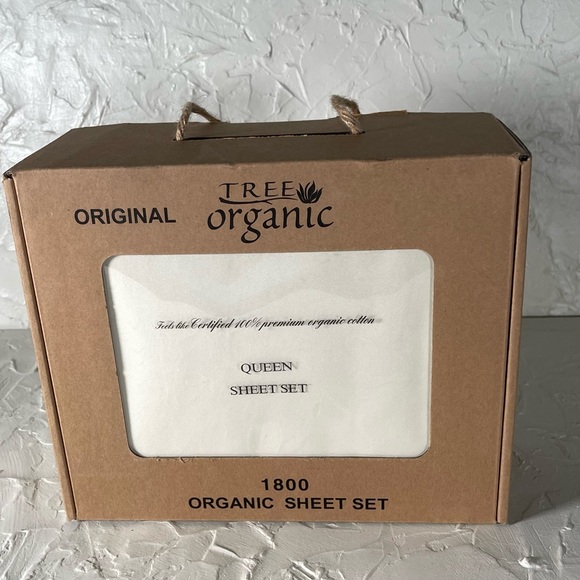 ORIGINAL
TREE
organic
Feels like Certified 100% premium organic cotton
QUEEN
SHEET SET
1800
ORGANIC SHEET SET